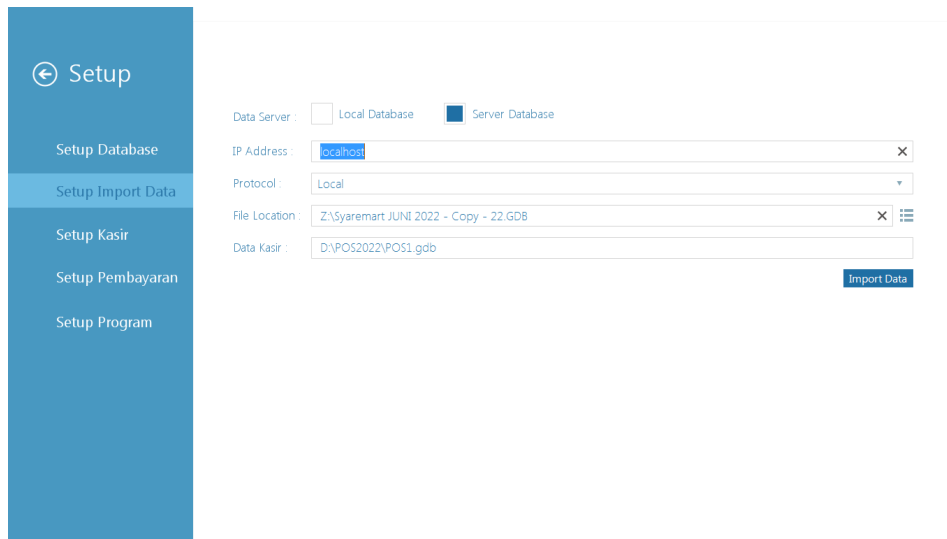 Setup
Setup Database
Setup Import Data
Setup Kasir
Setup Pembayaran
Setup Program
Data Server : Local Database Server Database
IP Address : localhost
Protocol : Local
File Location : Z:\Syaremart JUNI 2022 - Copy - 22.GDB
Data Kasir : D:\POS2022\POS1.gdb
Import Data